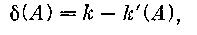 δ(A) = k − k′(A),